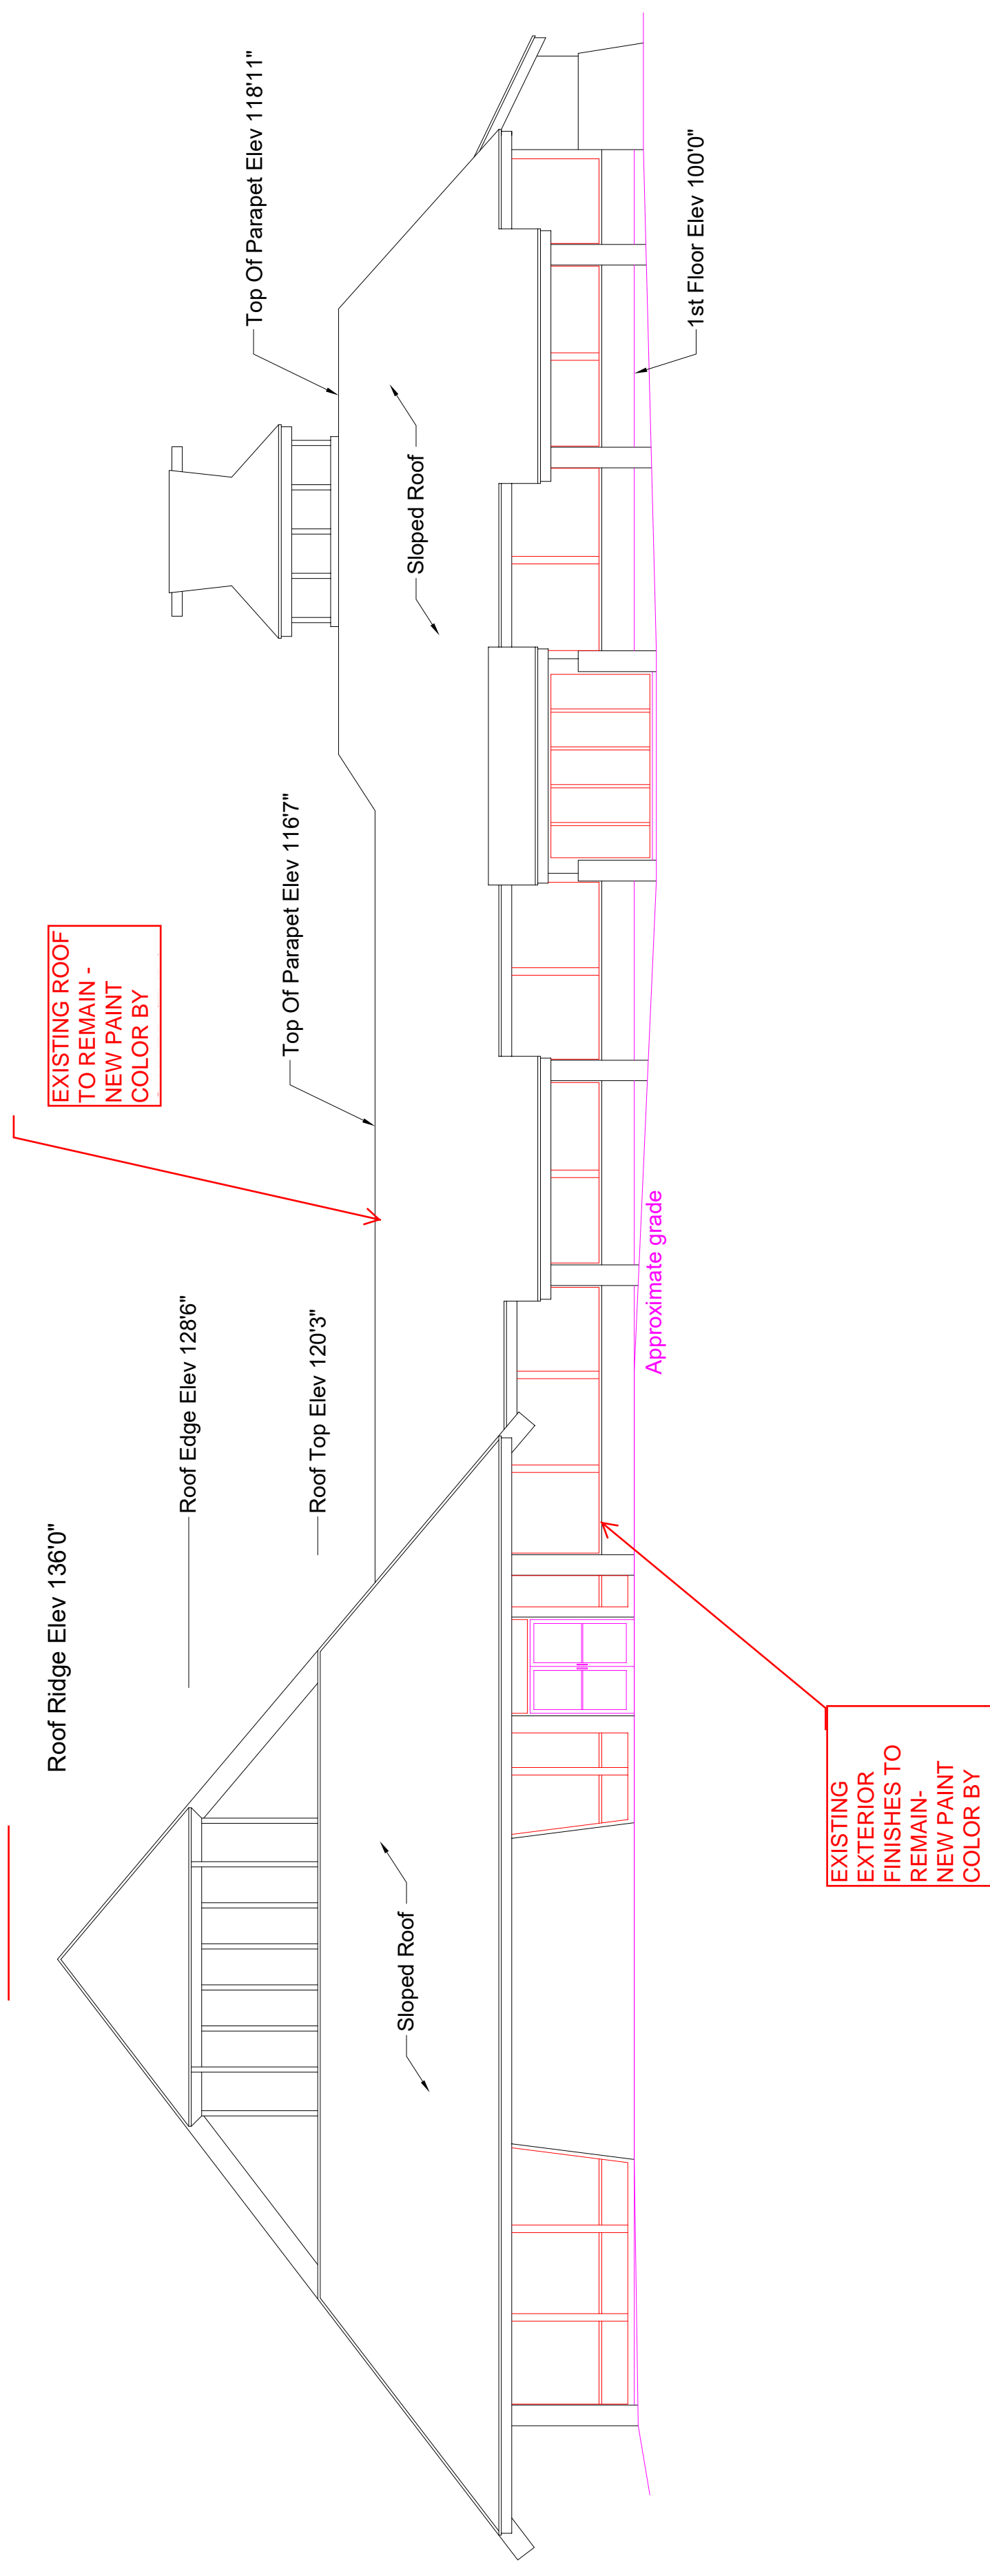 Roof Ridge Elev 136'0"
Roof Edge Elev 128'6"
Roof Top Elev 120'3"
EXISTING ROOF
TO REMAIN -
NEW PAINT
COLOR BY
Top Of Parapet Elev 116'7"
Top Of Parapet Elev 118'11"
Sloped Roof
Sloped Roof
Approximate grade
1st Floor Elev 100'0"
EXISTING
EXTERIOR
FINISHES TO
REMAIN-
NEW PAINT
COLOR BY